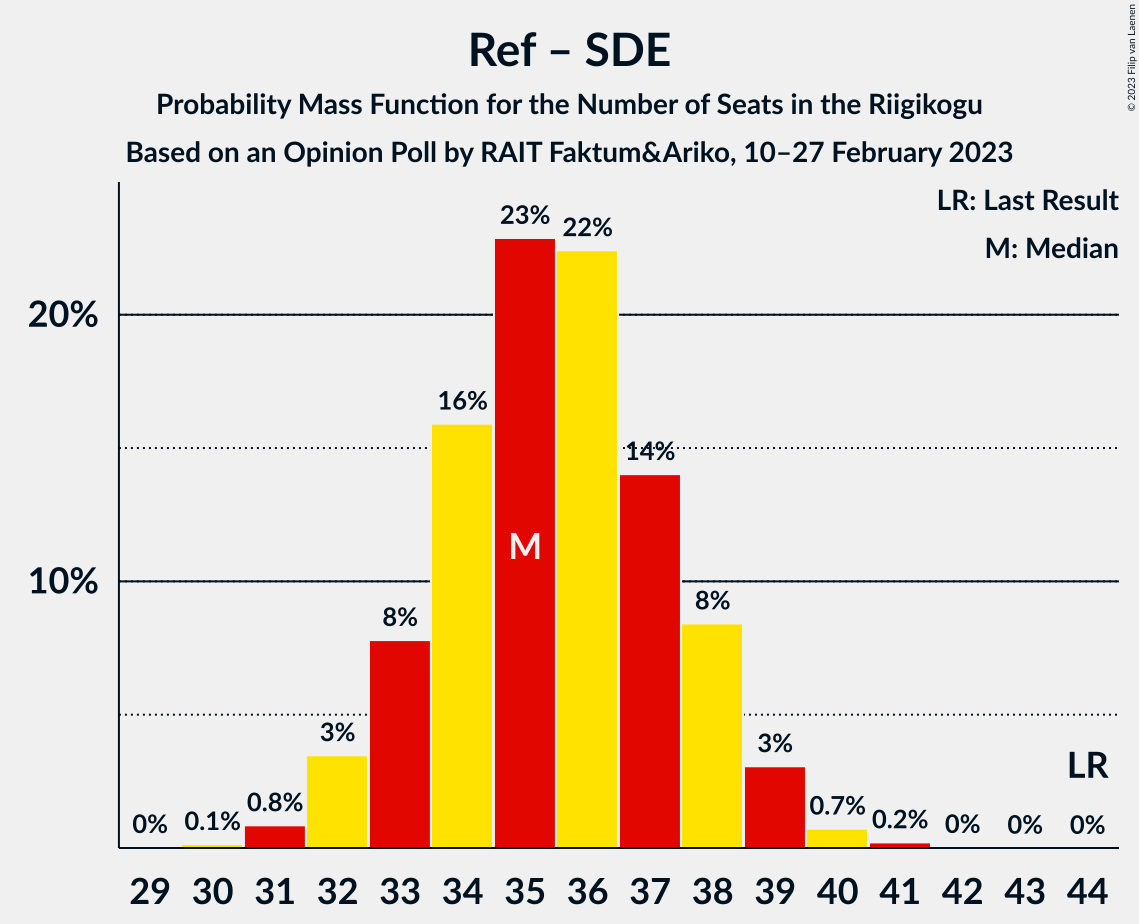 Ref – SDE
Probability Mass Function for the Number of Seats in the Riigikogu
Based on an Opinion Poll by RAIT Faktum&Ariko, 10–27 February 2023
© 2023 Filip van Laenen
LR: Last Result
M: Median
20%
10%
0%
0.1%
0.8%
3%
8%
16%
23%
22%
14%
8%
3%
0.7%
0.2%
0%
0%
0%
M
LR
29 30 31 32 33 34 35 36 37 38 39 40 41 42 43 44